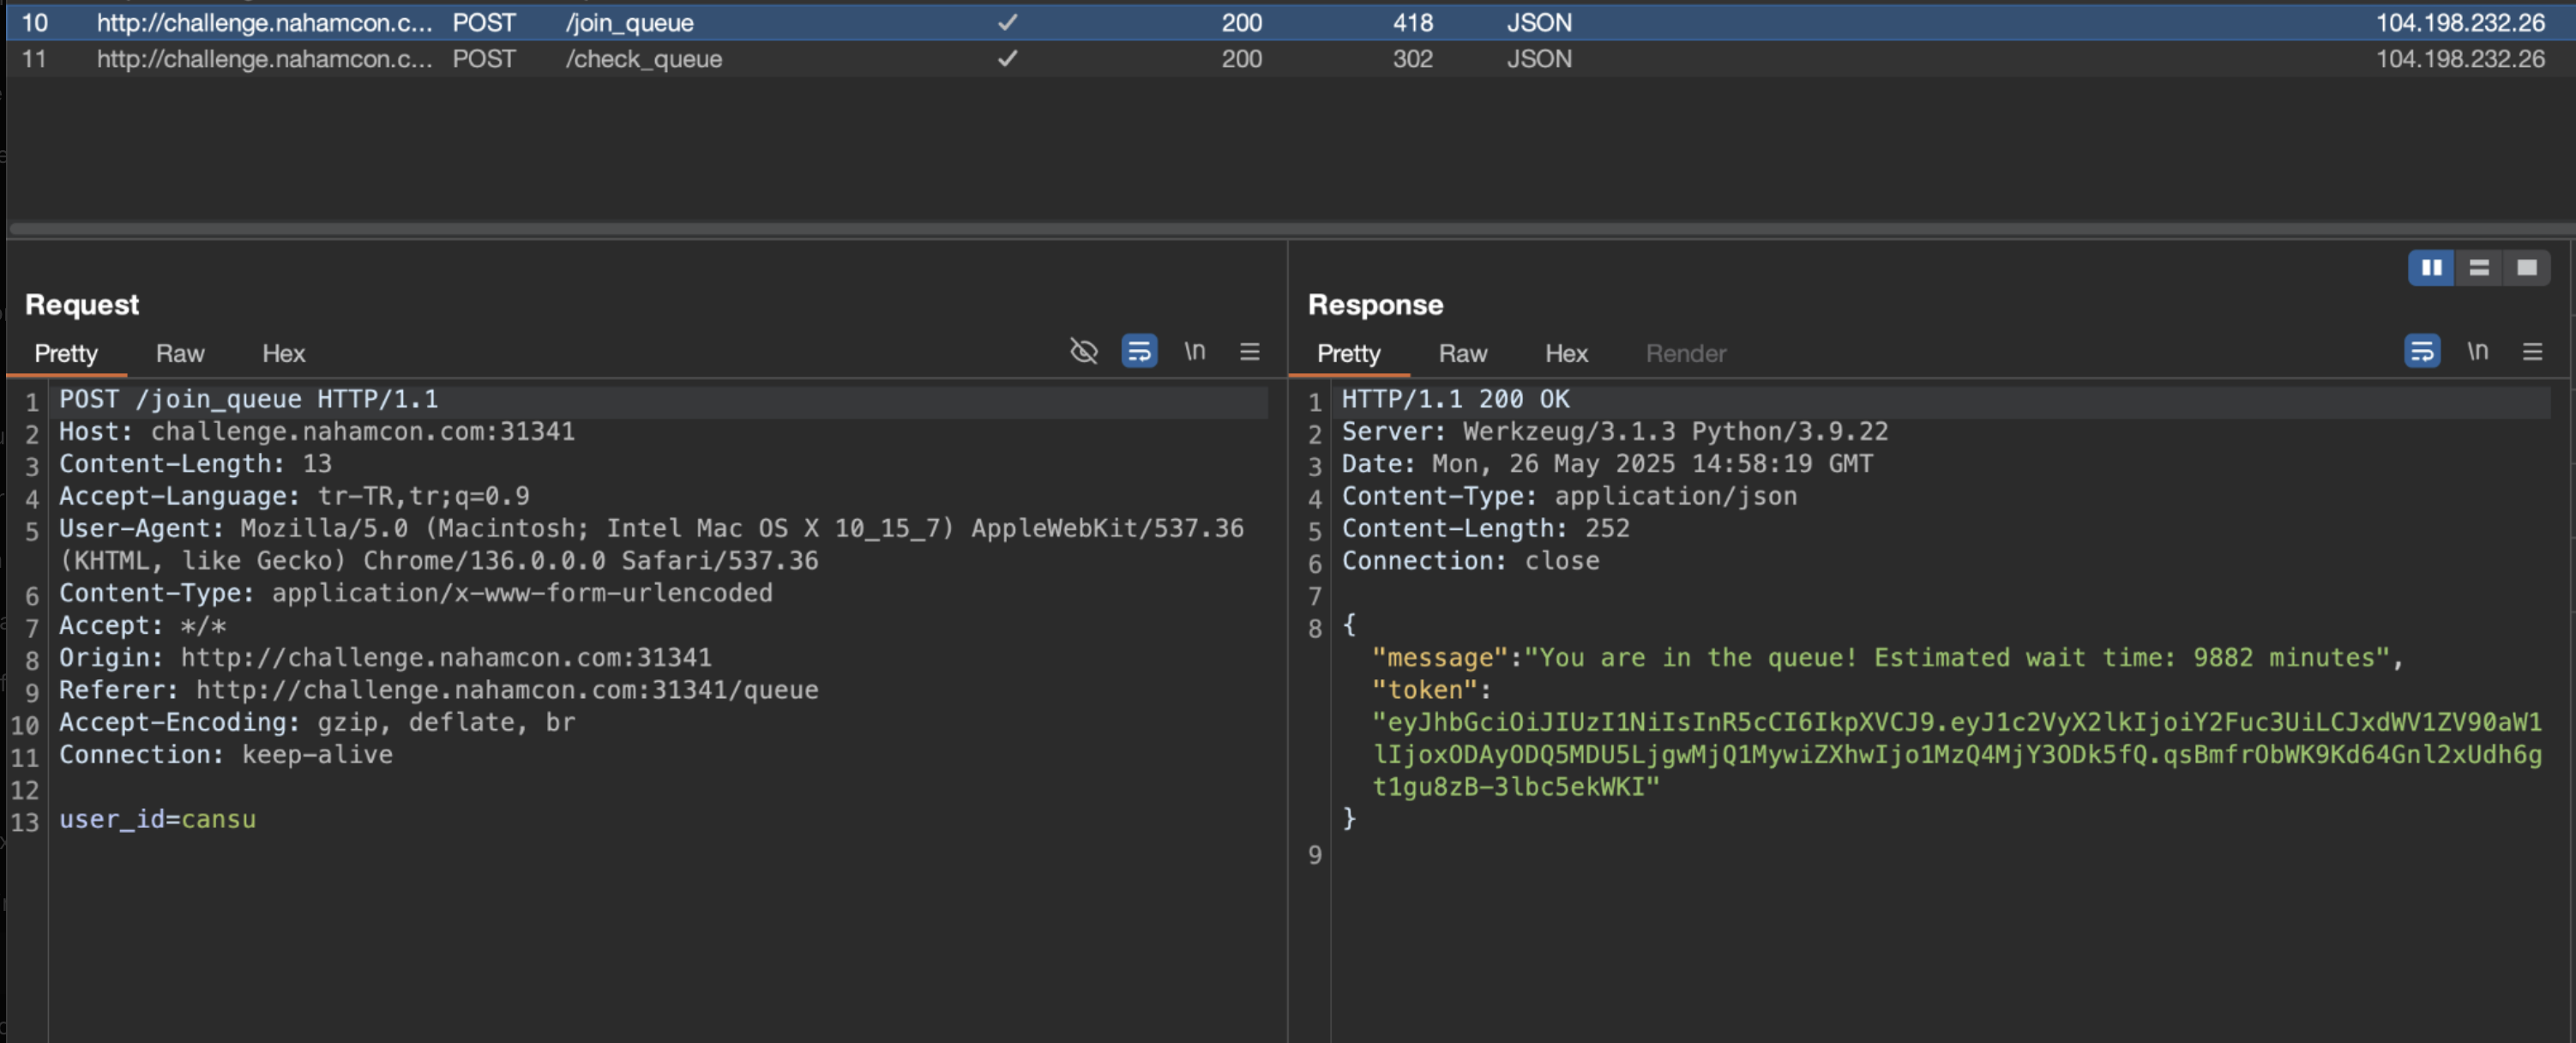 10 http://challenge.nahamcon.c... POST /join_queue ✓ 200 418 JSON 104.198.232.26
11 http://challenge.nahamcon.c... POST /check_queue ✓ 200 302 JSON 104.198.232.26
Request
Pretty Raw Hex \n
1 POST /join_queue HTTP/1.1
2 Host: challenge.nahamcon.com:31341
3 Content-Length: 13
4 Accept-Language: tr-TR,tr;q=0.9
5 User-Agent: Mozilla/5.0 (Macintosh; Intel Mac OS X 10_15_7) AppleWebKit/537.36
(KHTML, like Gecko) Chrome/136.0.0.0 Safari/537.36
6 Content-Type: application/x-www-form-urlencoded
7 Accept: */*
8 Origin: http://challenge.nahamcon.com:31341
9 Referer: http://challenge.nahamcon.com:31341/queue
10 Accept-Encoding: gzip, deflate, br
11 Connection: keep-alive
12
13 user_id=cansu
Response
Pretty Raw Hex Render \n
1 HTTP/1.1 200 OK
2 Server: Werkzeug/3.1.3 Python/3.9.22
3 Date: Mon, 26 May 2025 14:58:19 GMT
4 Content-Type: application/json
5 Content-Length: 252
6 Connection: close
7
8 {
"message":"You are in the queue! Estimated wait time: 9882 minutes",
"token":
"eyJhbGciOiJIUzI1NiIsInR5cCI6IkpXVCJ9.eyJ1c2VyX2lkIjoiY2Fuc3UiLCJxdWV1ZV90aW1
lIjoxODAyODQ5MDU5LjgwMjQ1MywiZXhwIjo1MzQ4MjY3ODk5fQ.qsBmfrObWK9Kd64Gnl2xUdh6g
t1gu8zB-3lbc5ekWKI"
}
9